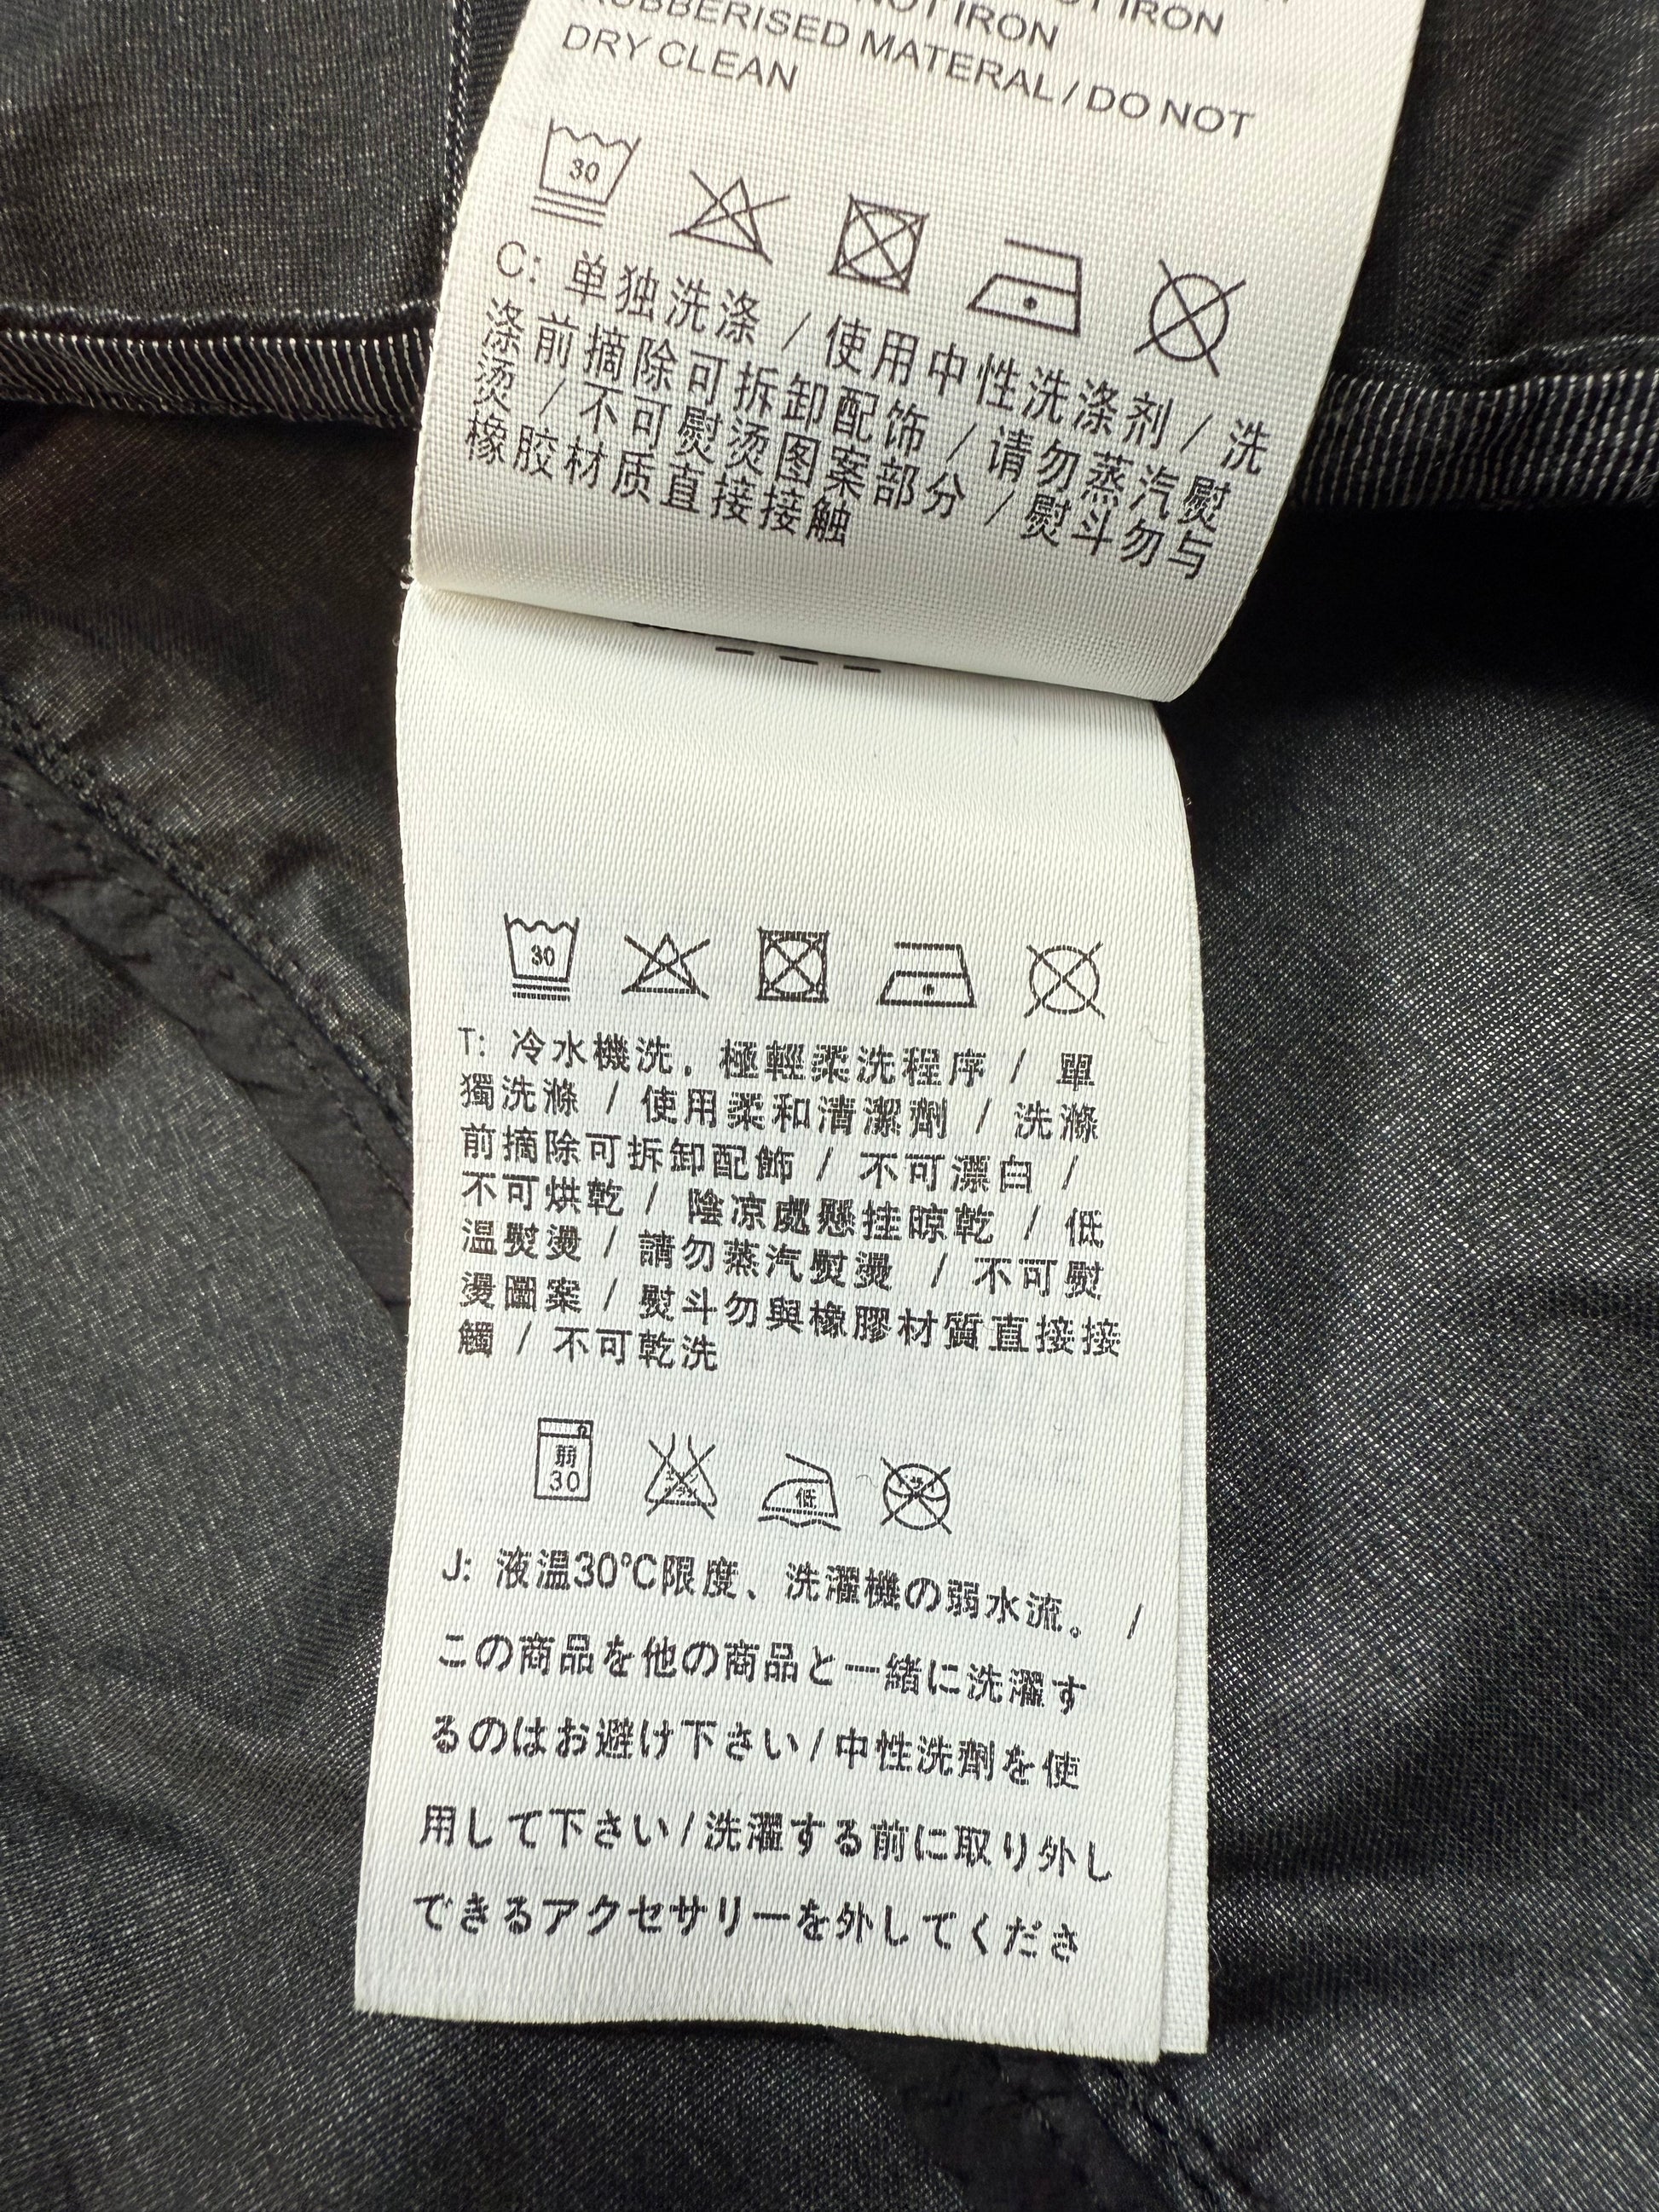 NOT IRON
RUBBERISED MATERAL / DO NOT
DRY CLEAN
30
C: 单独洗涤 / 使用中性洗涤剂 / 洗
涤前摘除可拆卸配饰 / 请勿蒸汽熨
烫 / 不可熨烫图案部分 / 熨斗勿与
橡胶材质直接接触
30
T: 冷水機洗．極輕柔洗程序 / 單
獨洗滌 / 使用柔和清潔劑 / 洗滌
前摘除可拆卸配飾 / 不可漂白 /
不可烘乾 / 陰凉處懸挂晾乾 / 低
温熨燙 / 請勿蒸汽熨燙 / 不可熨
燙圖案 / 熨斗勿與橡膠材質直接接
觸 / 不可乾洗
弱
30
低
J: 液温30℃限度、洗濯機の弱水流。 /
この商品を他の商品と一緒に洗濯す
るのはお避け下さい/中性洗劑を使
用して下さい/洗濯する前に取り外し
できるアクセサリーを外してくださ